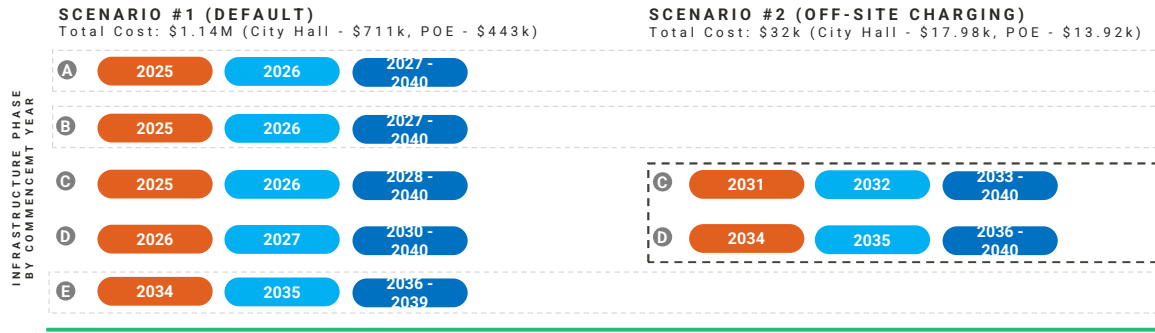 SCENARIO #1 (DEFAULT)
Total Cost: $1.14M (City Hall - $711k, POE - $443k)
SCENARIO #2 (OFF-SITE CHARGING)
Total Cost: $32k (City Hall - $17.98k, POE - $13.92k)
INFRASTRUCTURE PHASE
BY COMMENCEMT YEAR
A
2025
2026
2027 -
2040
B
2025
2026
2027 -
2040
C
2025
2026
2028 -
2040
D
2026
2027
2030 -
2040
E
2034
2035
2036 -
2039
C
2031
2032
2033 -
2040
D
2034
2035
2036 -
2040